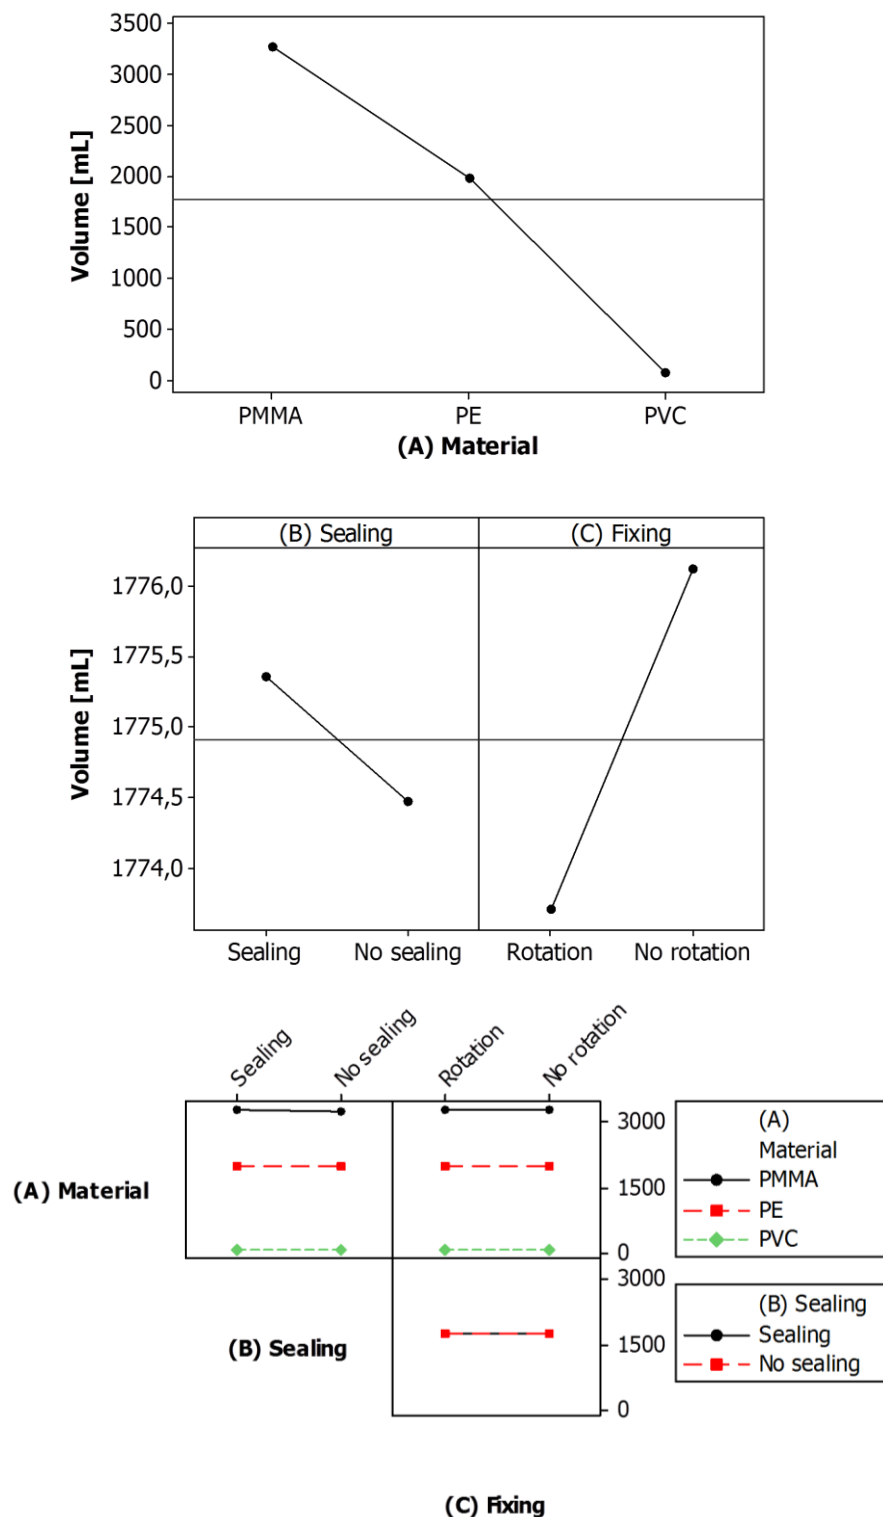 3500
3000
2500
2000
1500
1000
500
0
Volume [mL]
PMMA PE PVC
(A) Material
(B) Sealing (C) Fixing
1776,0
1775,5
1775,0
1774,5
1774,0
Volume [mL]
Sealing No sealing Rotation No rotation
Sealing No sealing Rotation No rotation
3000
1500
0
(A) Material
(A)
Material
PMMA
PE
PVC
3000
1500
0
(B) Sealing
(B) Sealing
Sealing
No sealing
(C) Fixing